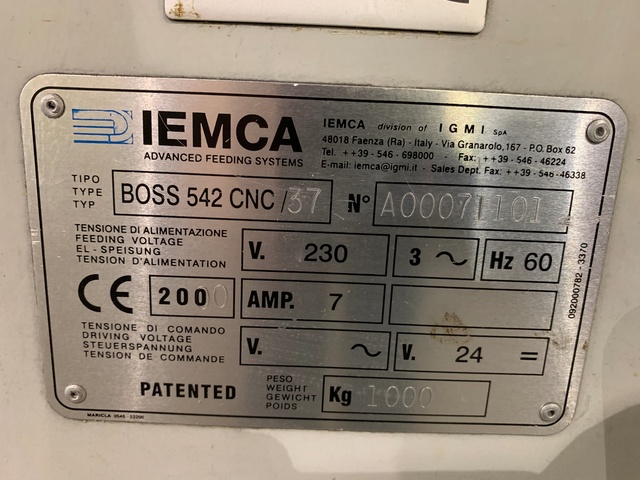 IEMCA
ADVANCED FEEDING SYSTEMS
IEMCA division of IGMI SpA
48018 Faenza (Ra) - Italy - Via Granarolo,167 - P.O. Box 62
Tel. ++39 - 546 - 698000 - Fax: ++39 - 546 - 46224
E-mail: iemca@igmi.it - Sales Dept. Fax: ++39 - 546 - 46338
TIPO
TYPE
TYP
BOSS 542 CNC/37
N° A00071101
TENSIONE DI ALIMENTAZIONE
FEEDING VOLTAGE
EL - SPEISUNG
TENSION D'ALIMENTATION
V. 230
3 ~
Hz 60
CE
2000
AMP. 7
TENSIONE DI COMANDO
DRIVING VOLTAGE
STEUERSPANNUNG
TENSION DE COMMANDE
V. ~
V. 24 =
PATENTED
PESO
WEIGHT
GEWICHT
POIDS
Kg 1000
092000782 - 3370